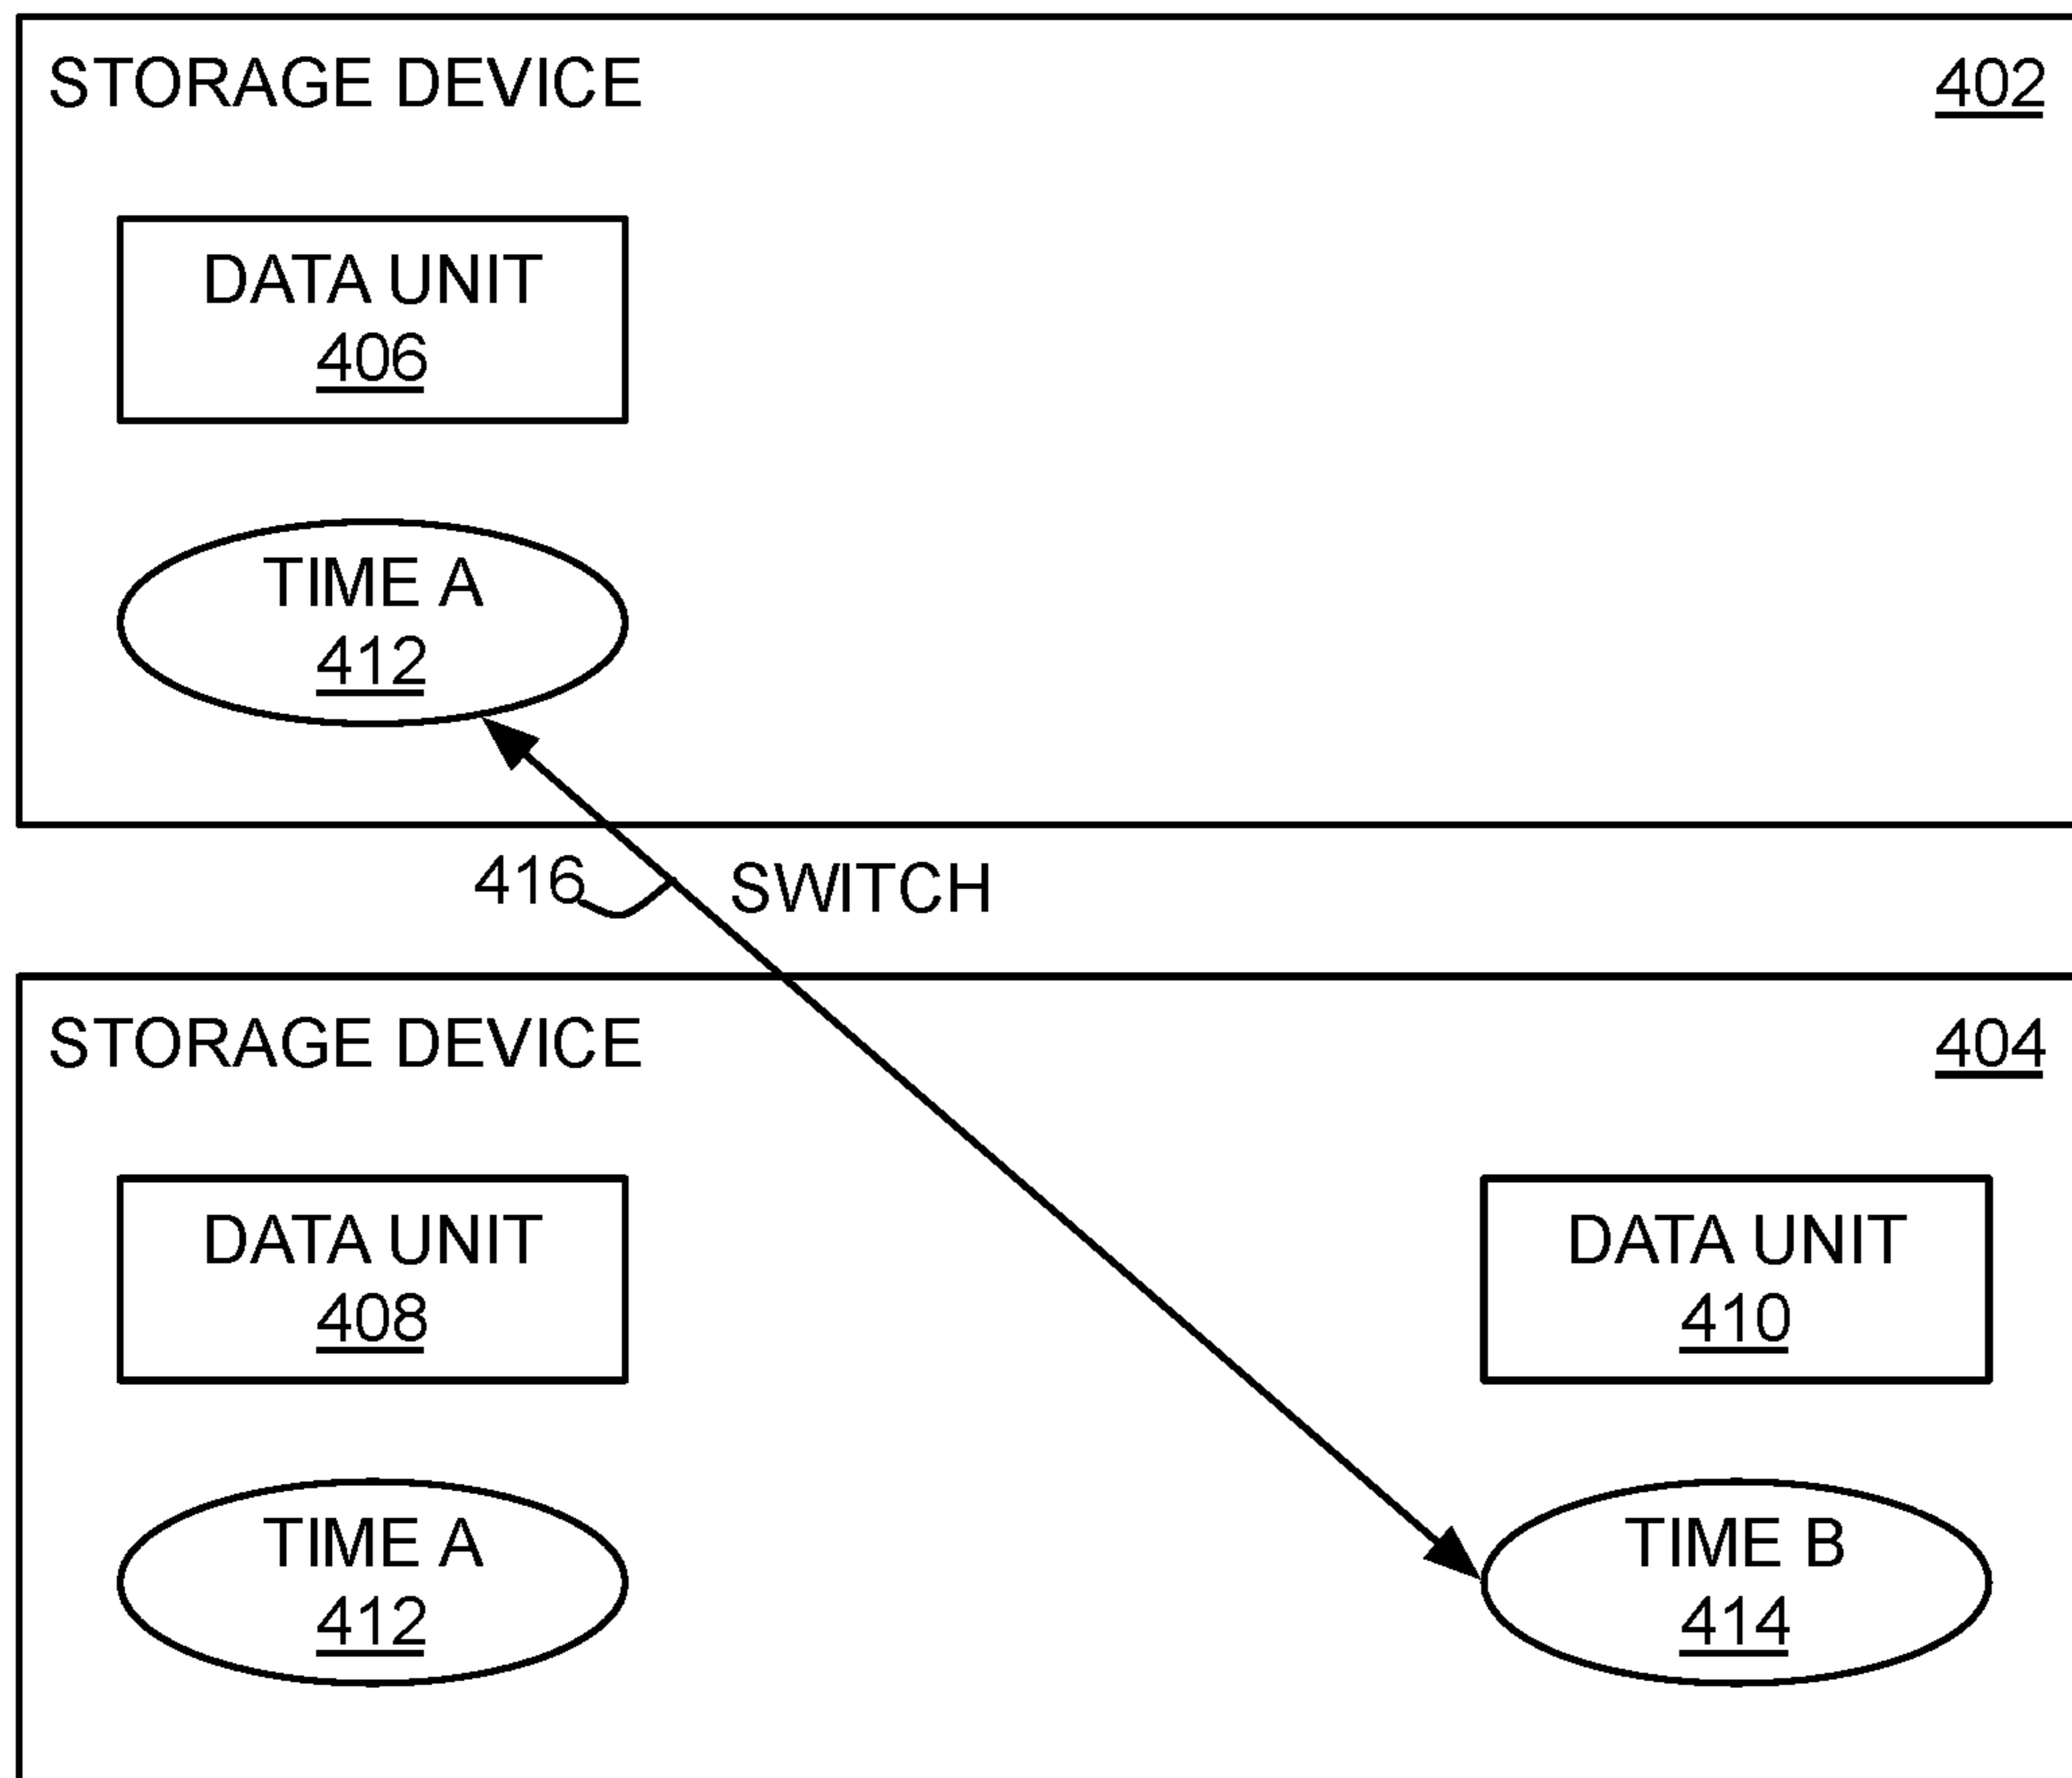 STORAGE DEVICE 402
DATA UNIT
406
TIME A
412
416 SWITCH
STORAGE DEVICE 404
DATA UNIT
408
DATA UNIT
410
TIME A
412
TIME B
414